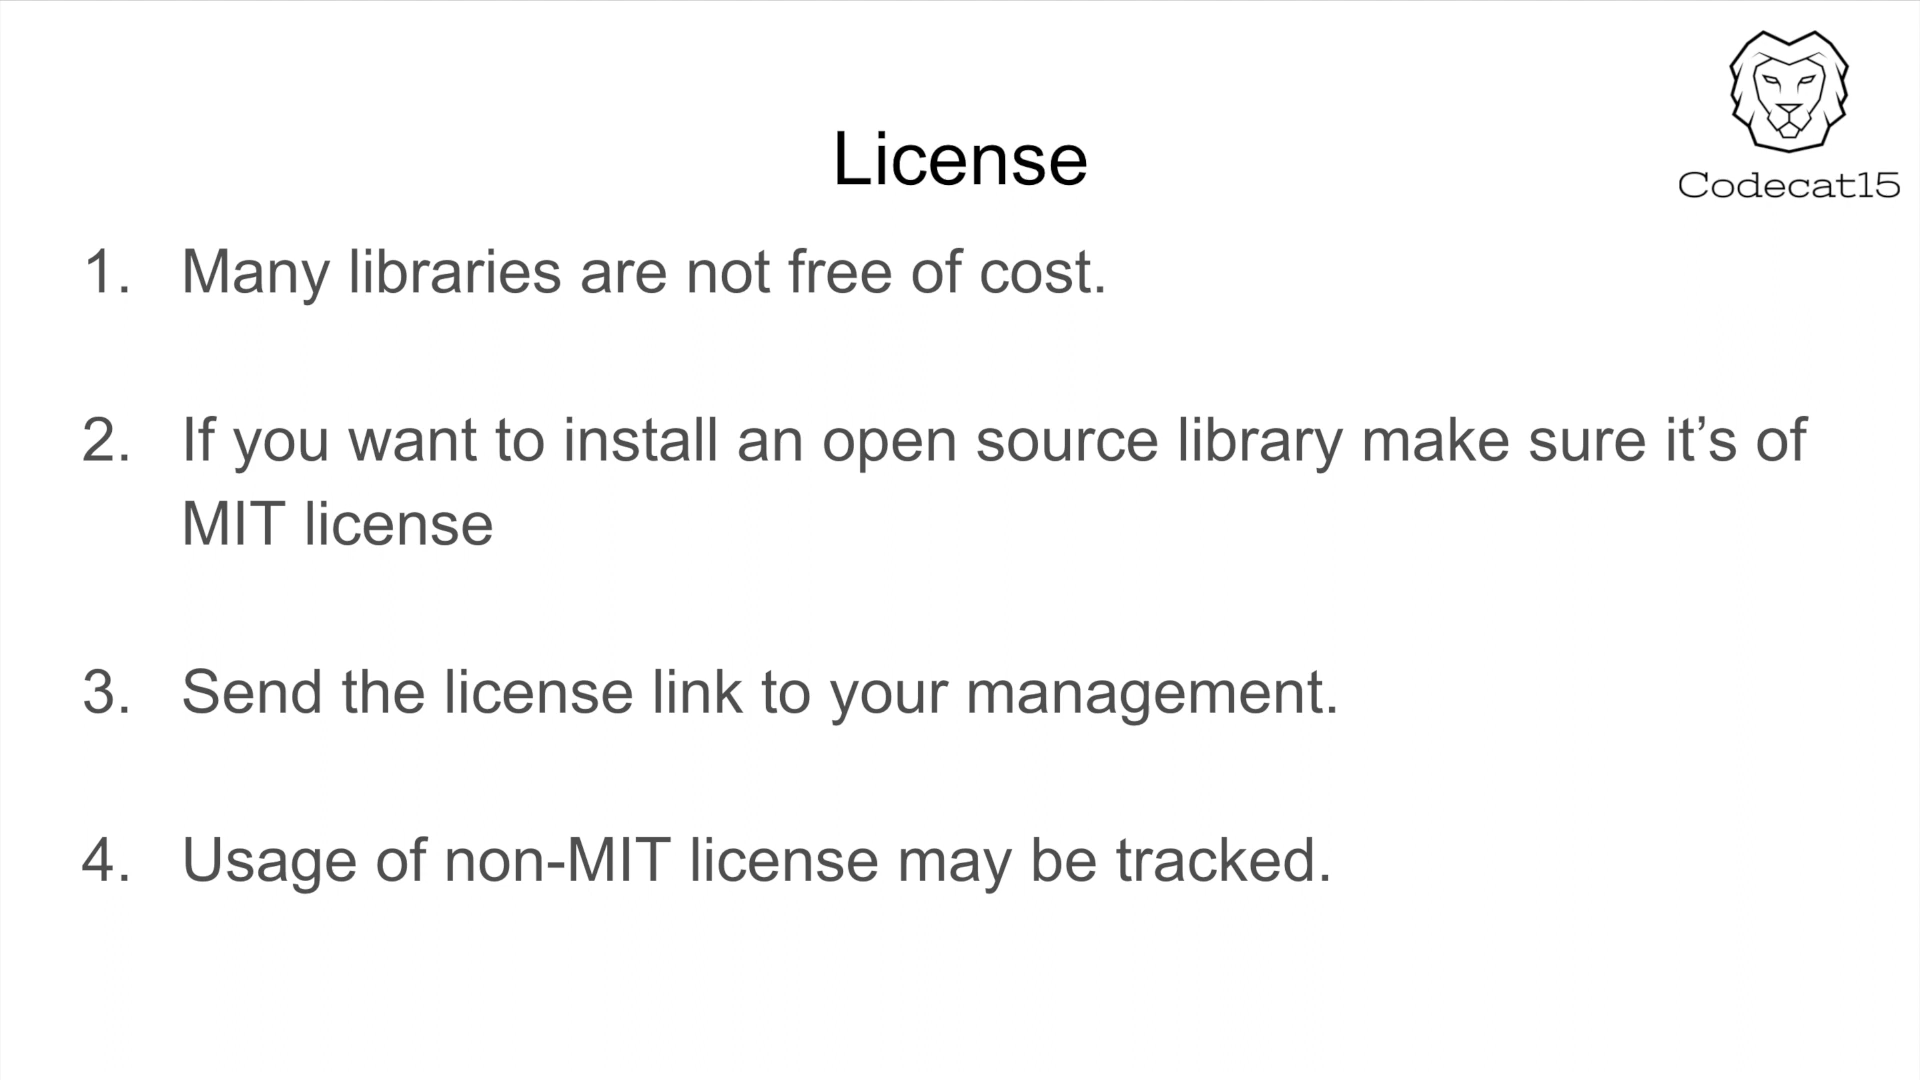 Codecat15
License
1. Many libraries are not free of cost.
2. If you want to install an open source library make sure it’s of
MIT license
3. Send the license link to your management.
4. Usage of non-MIT license may be tracked.